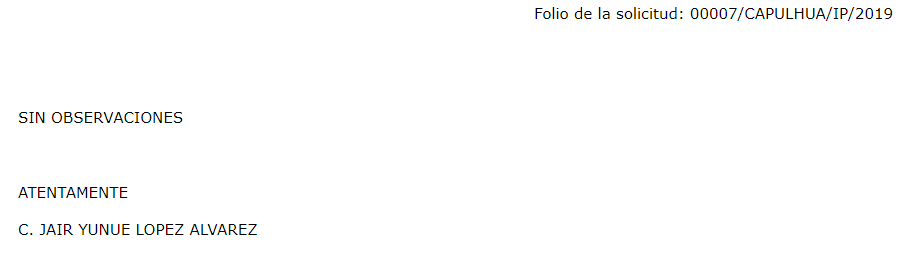 Folio de la solicitud: 00007/CAPULHUA/IP/2019
SIN OBSERVACIONES
ATENTAMENTE
C. JAIR YUNUE LOPEZ ALVAREZ